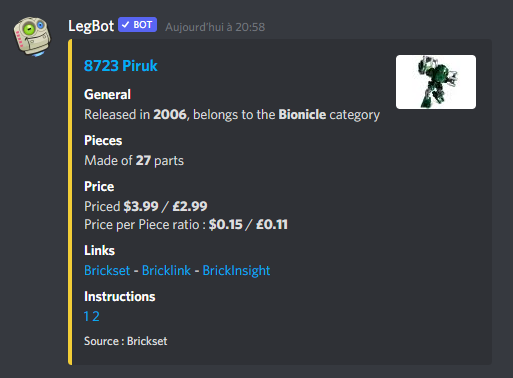 LegBot ✓ BOT Aujourd'hui à 20:58
8723 Piruk
General
Released in 2006, belongs to the Bionicle category
Pieces
Made of 27 parts
Price
Priced $3.99 / £2.99
Price per Piece ratio : $0.15 / £0.11
Links
Brickset - Bricklink - BrickInsight
Instructions
1 2
Source : Brickset